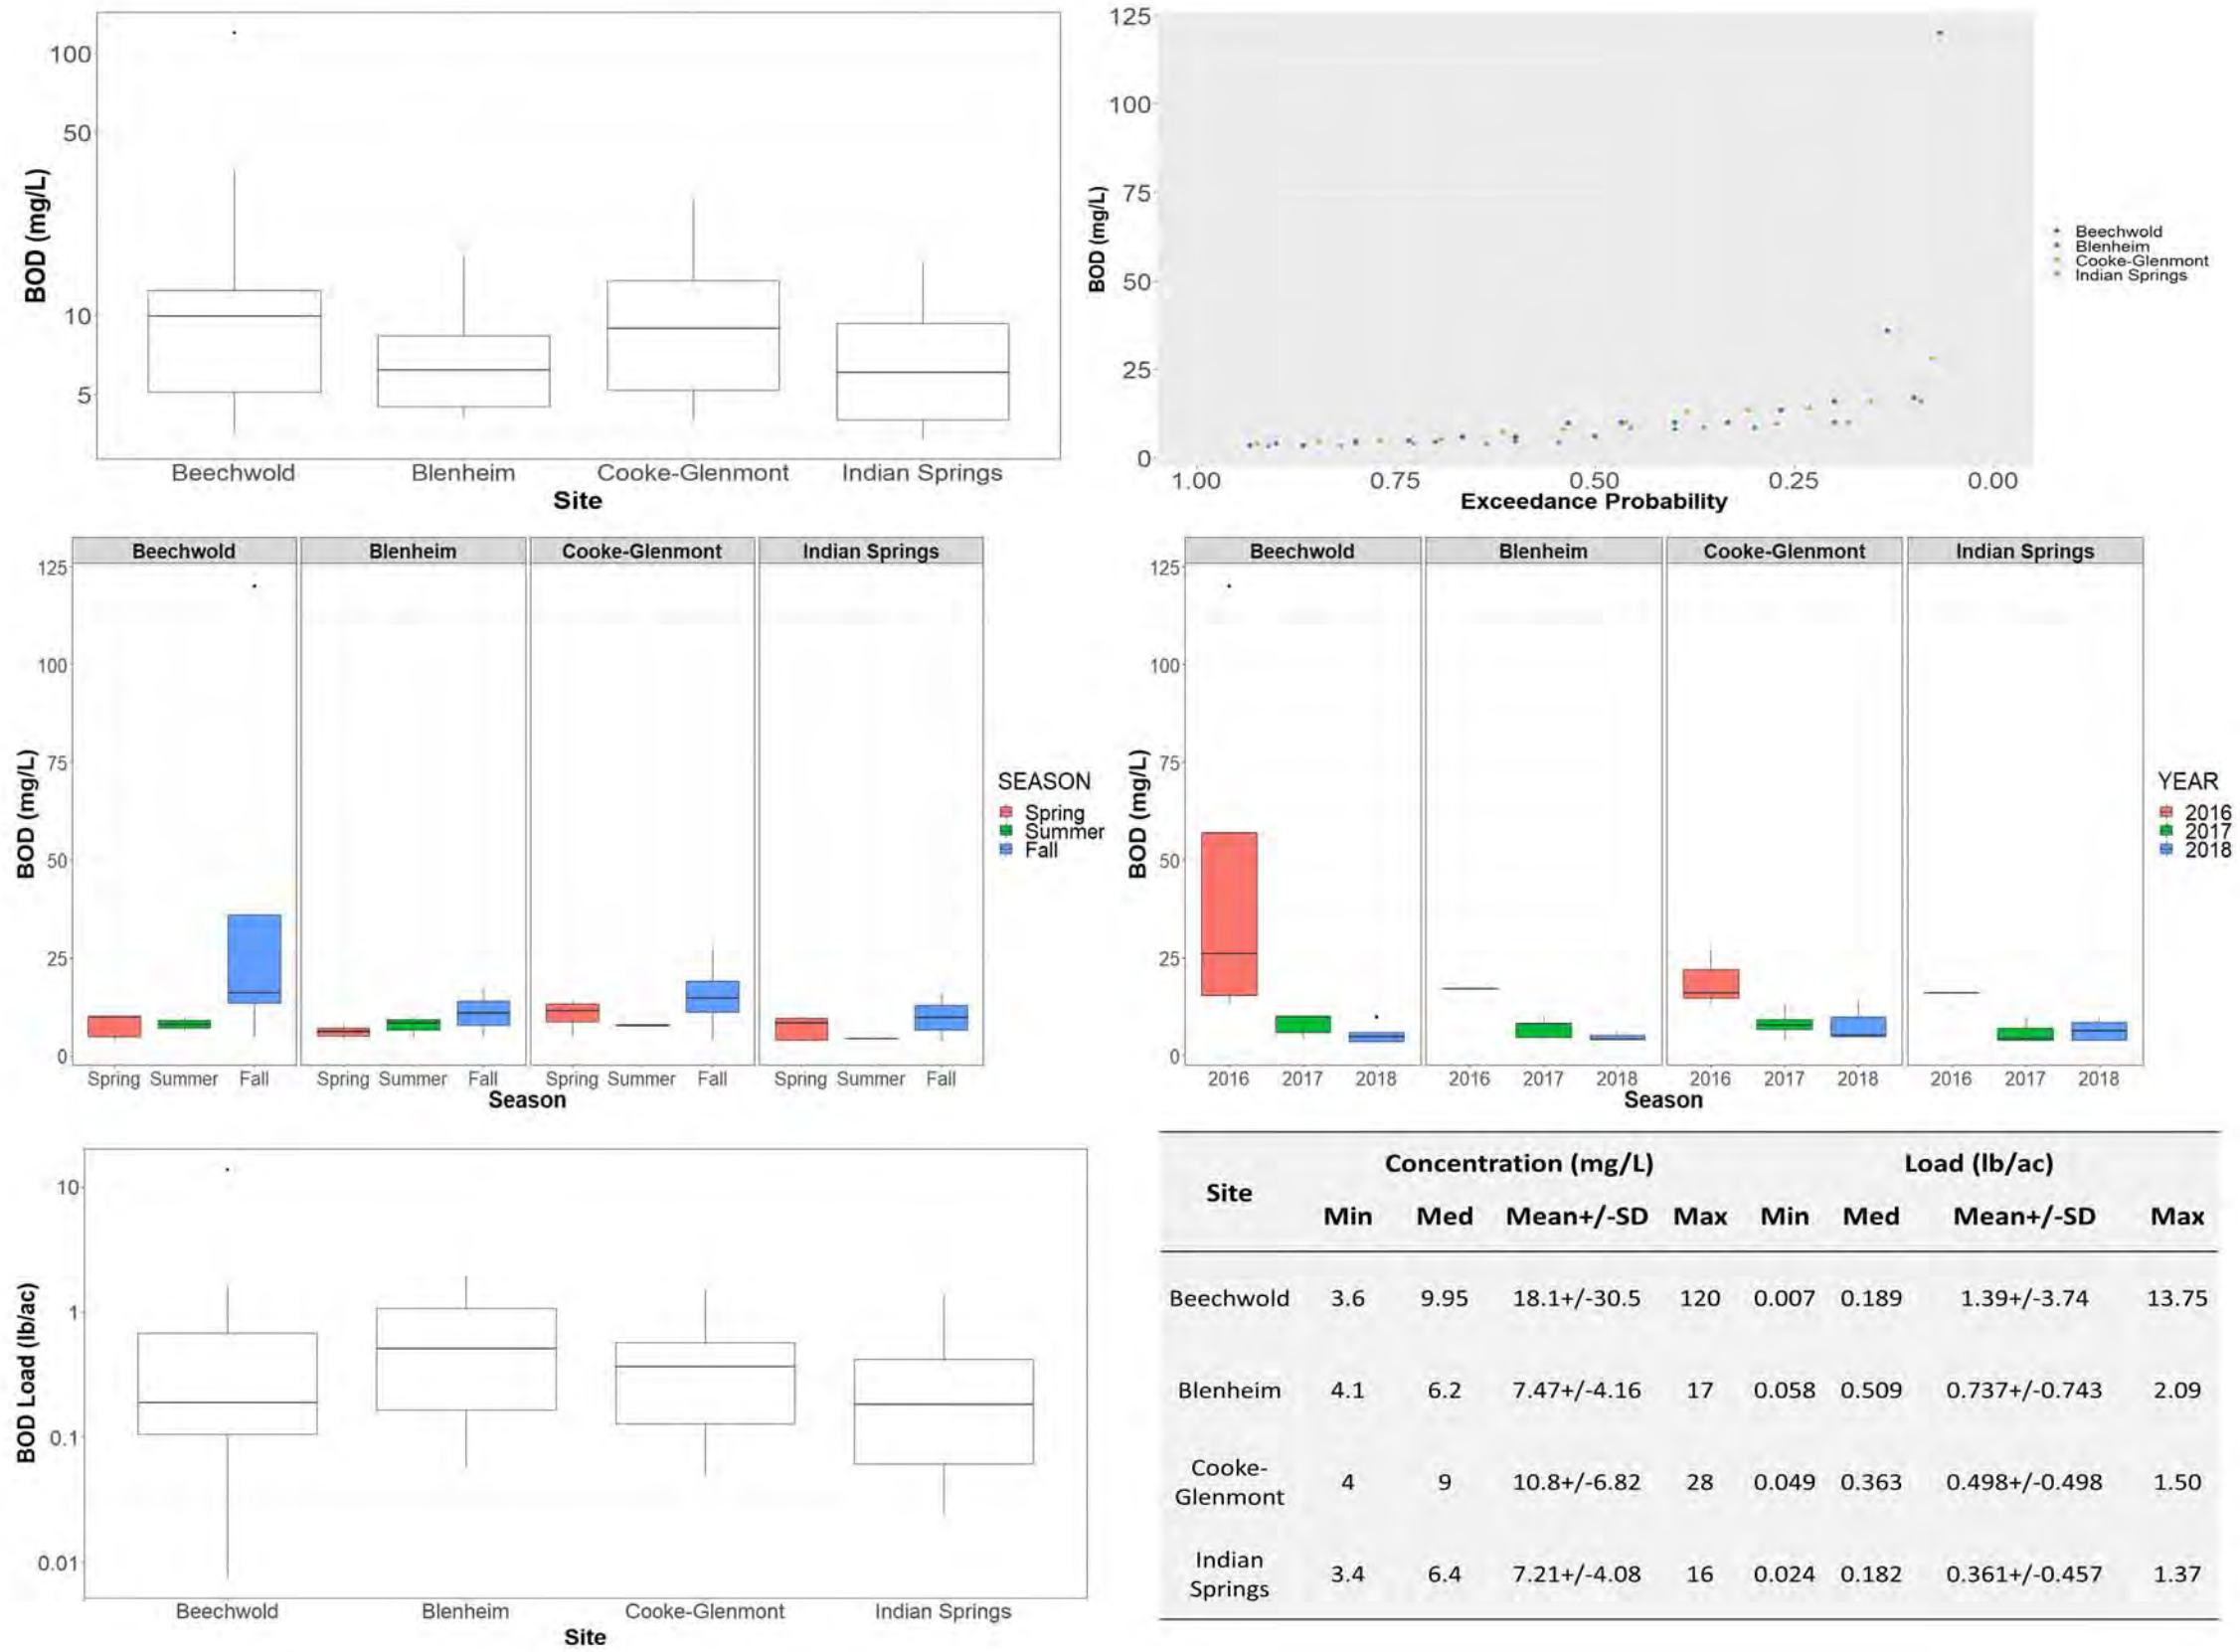 BOD (mg/L)
100
50
10
5
Beechwold Blenheim Cooke-Glenmont Indian Springs
Site
BOD (mg/L)
125
100
75
50
25
0
1.00 0.75 0.50 0.25 0.00
Exceedance Probability
Beechwold
Blenheim
Cooke-Glenmont
Indian Springs
Beechwold Blenheim Cooke-Glenmont Indian Springs
BOD (mg/L)
125
100
75
50
25
0
Spring Summer Fall Spring Summer Fall Spring Summer Fall Spring Summer Fall
Season
SEASON
Spring
Summer
Fall
Beechwold Blenheim Cooke-Glenmont Indian Springs
BOD (mg/L)
125
100
75
50
25
0
2016 2017 2018 2016 2017 2018 2016 2017 2018 2016 2017 2018
Season
YEAR
2016
2017
2018
BOD Load (lb/ac)
10
1
0.1
0.01
Beechwold Blenheim Cooke-Glenmont Indian Springs
Site
Concentration (mg/L) Load (lb/ac)
Site
Min Med Mean+/-SD Max Min Med Mean+/-SD Max
Beechwold 3.6 9.95 18.1+/-30.5 120 0.007 0.189 1.39+/-3.74 13.75
Blenheim 4.1 6.2 7.47+/-4.16 17 0.058 0.509 0.737+/-0.743 2.09
Cooke-
Glenmont 4 9 10.8+/-6.82 28 0.049 0.363 0.498+/-0.498 1.50
Indian
Springs 3.4 6.4 7.21+/-4.08 16 0.024 0.182 0.361+/-0.457 1.37